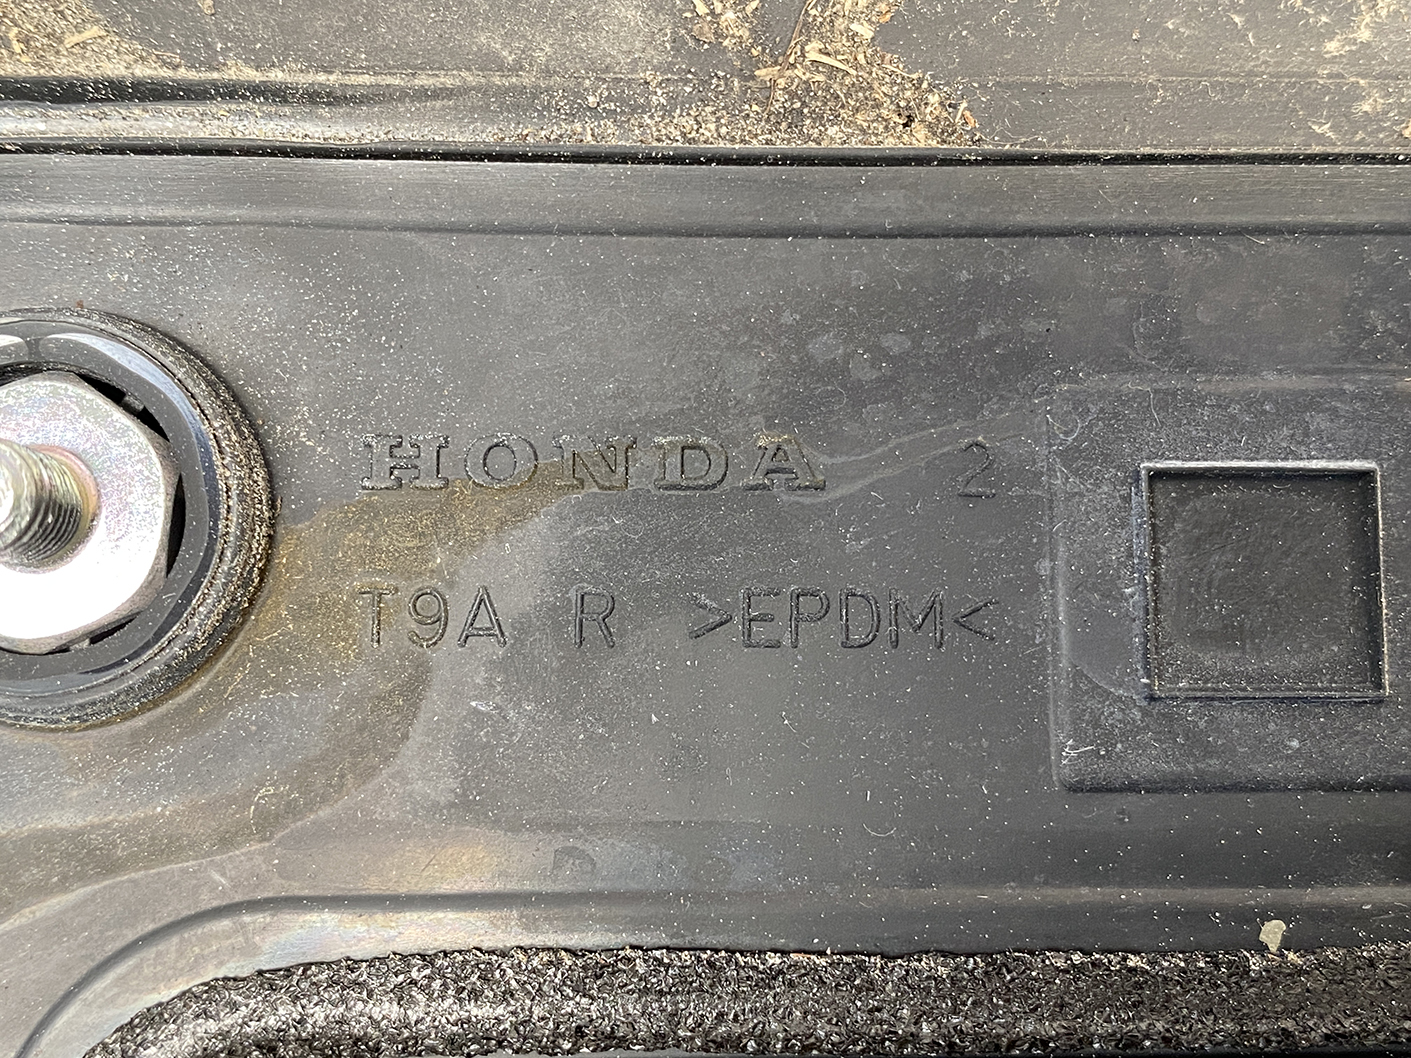 HONDA 2
T9A R >EPDM<